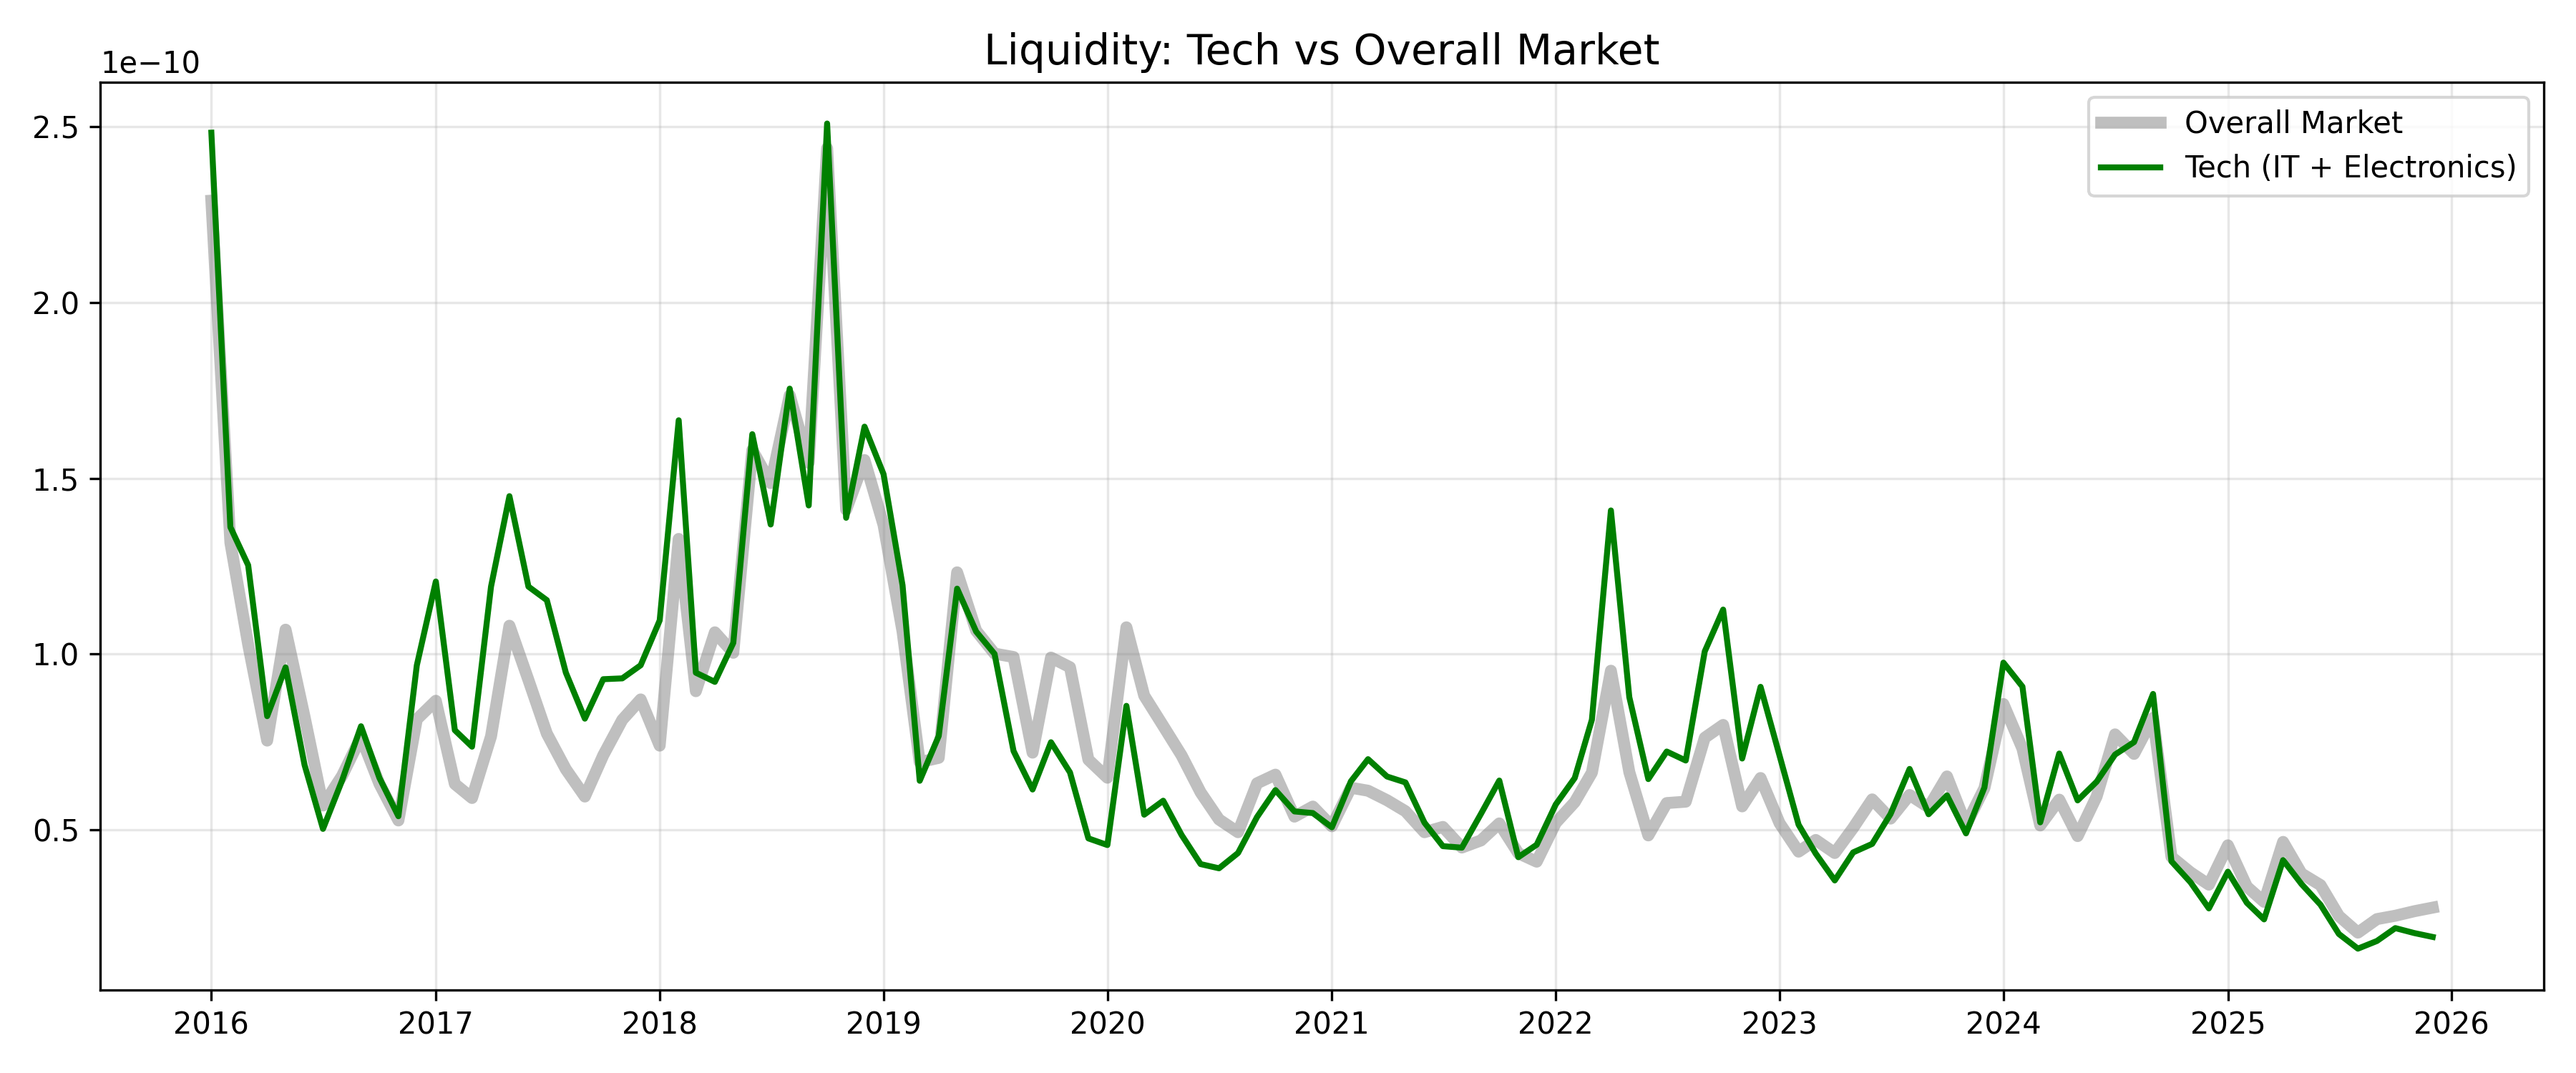 Liquidity: Tech vs Overall Market
1e−10
2.5
2.0
1.5
1.0
0.5
Overall Market
Tech (IT + Electronics)
2016 2017 2018 2019 2020 2021 2022 2023 2024 2025 2026